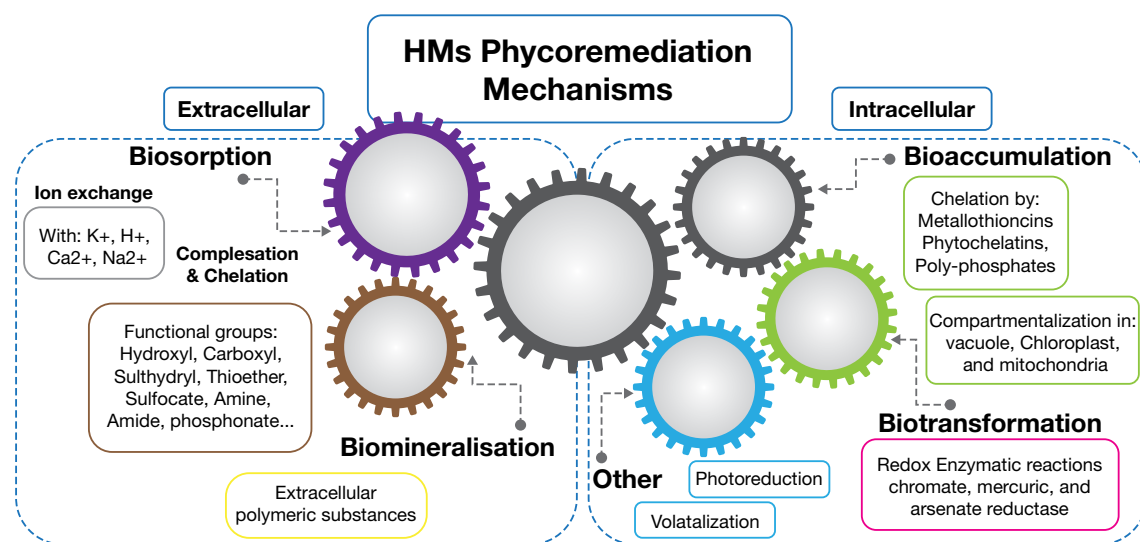 HMs Phycoremediation
Mechanisms
Extracellular
Intracellular
Biosorption
Ion exchange
With: K+, H+,
Ca2+, Na2+
Complesation
& Chelation
Functional groups:
Hydroxyl, Carboxyl,
Sulthydryl, Thioether,
Sulfocate, Amine,
Amide, phosphonate...
Biomineralisation
Extracellular
polymeric substances
Bioaccumulation
Chelation by:
Metallothioncins
Phytochelatins,
Poly-phosphates
Compartmentalization in:
vacuole, Chloroplast,
and mitochondria
Biotransformation
Redox Enzymatic reactions
chromate, mercuric, and
arsenate reductase
Other
Photoreduction
Volatalization